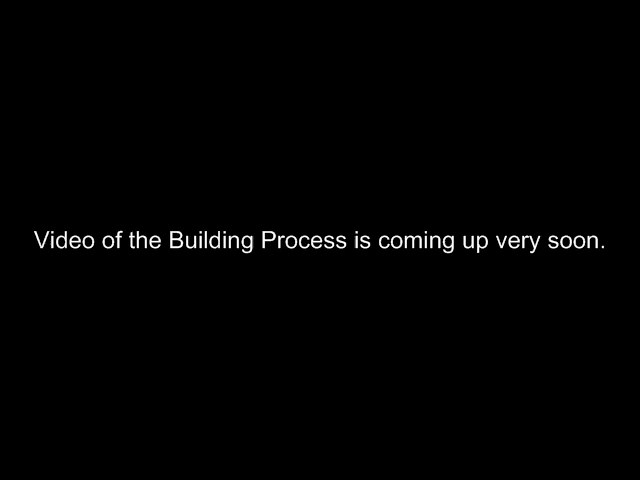 Video of the Building Process is coming up very soon.